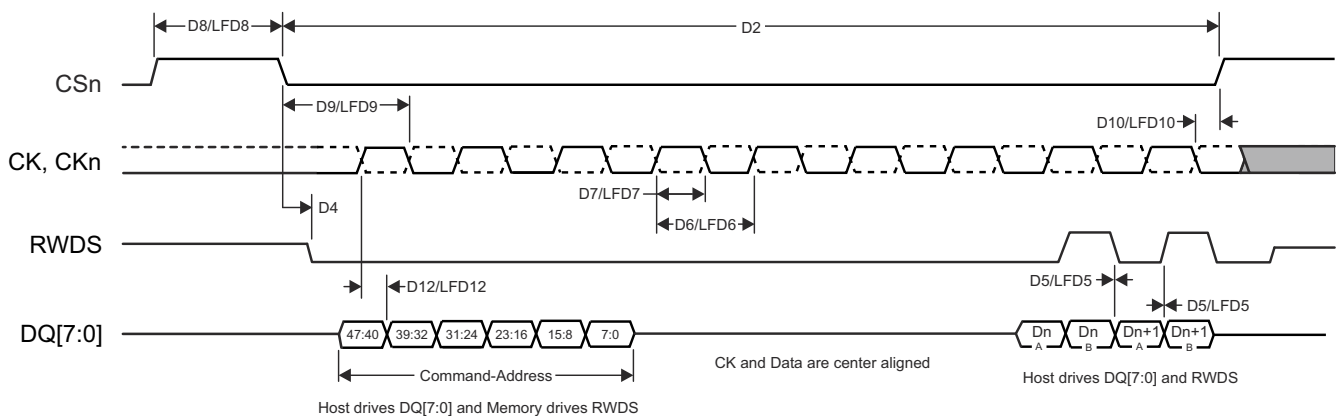 D8/LFD8
D2
CSn
D9/LFD9
D10/LFD10
CK, CKn
D7/LFD7
D4
D6/LFD6
RWDS
D12/LFD12
D5/LFD5
D5/LFD5
DQ[7:0]
47:40 39:32 31:24 23:16 15:8 7:0
Dn A Dn B Dn+1 A Dn+1 B
CK and Data are center aligned
Command-Address
Host drives DQ[7:0] and RWDS
Host drives DQ[7:0] and Memory drives RWDS